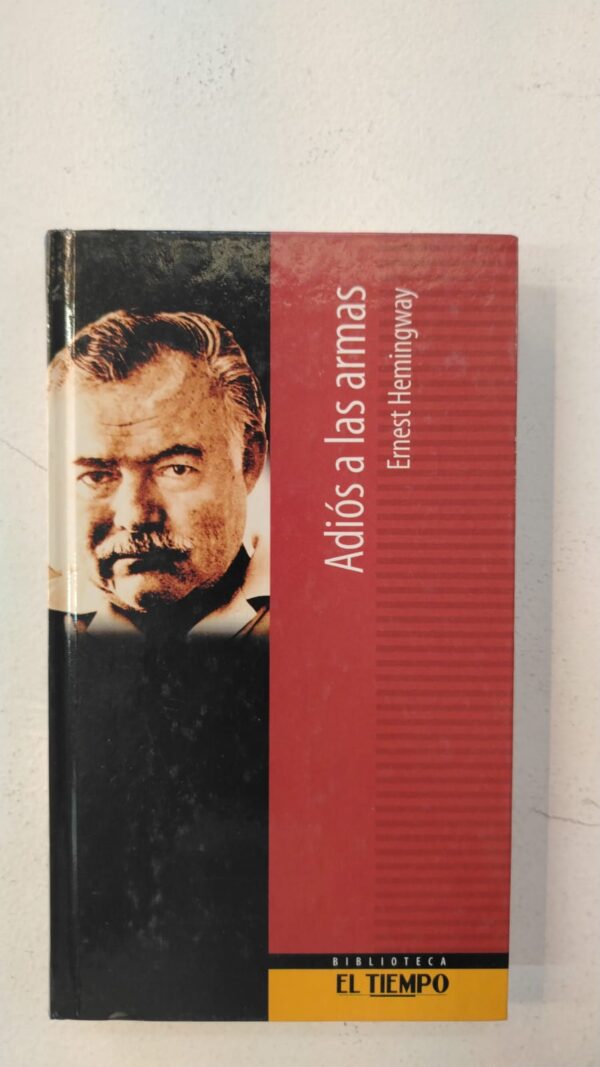 Adiós a las armas
Ernest Hemingway
BIBLIOTECA
EL TIEMPO